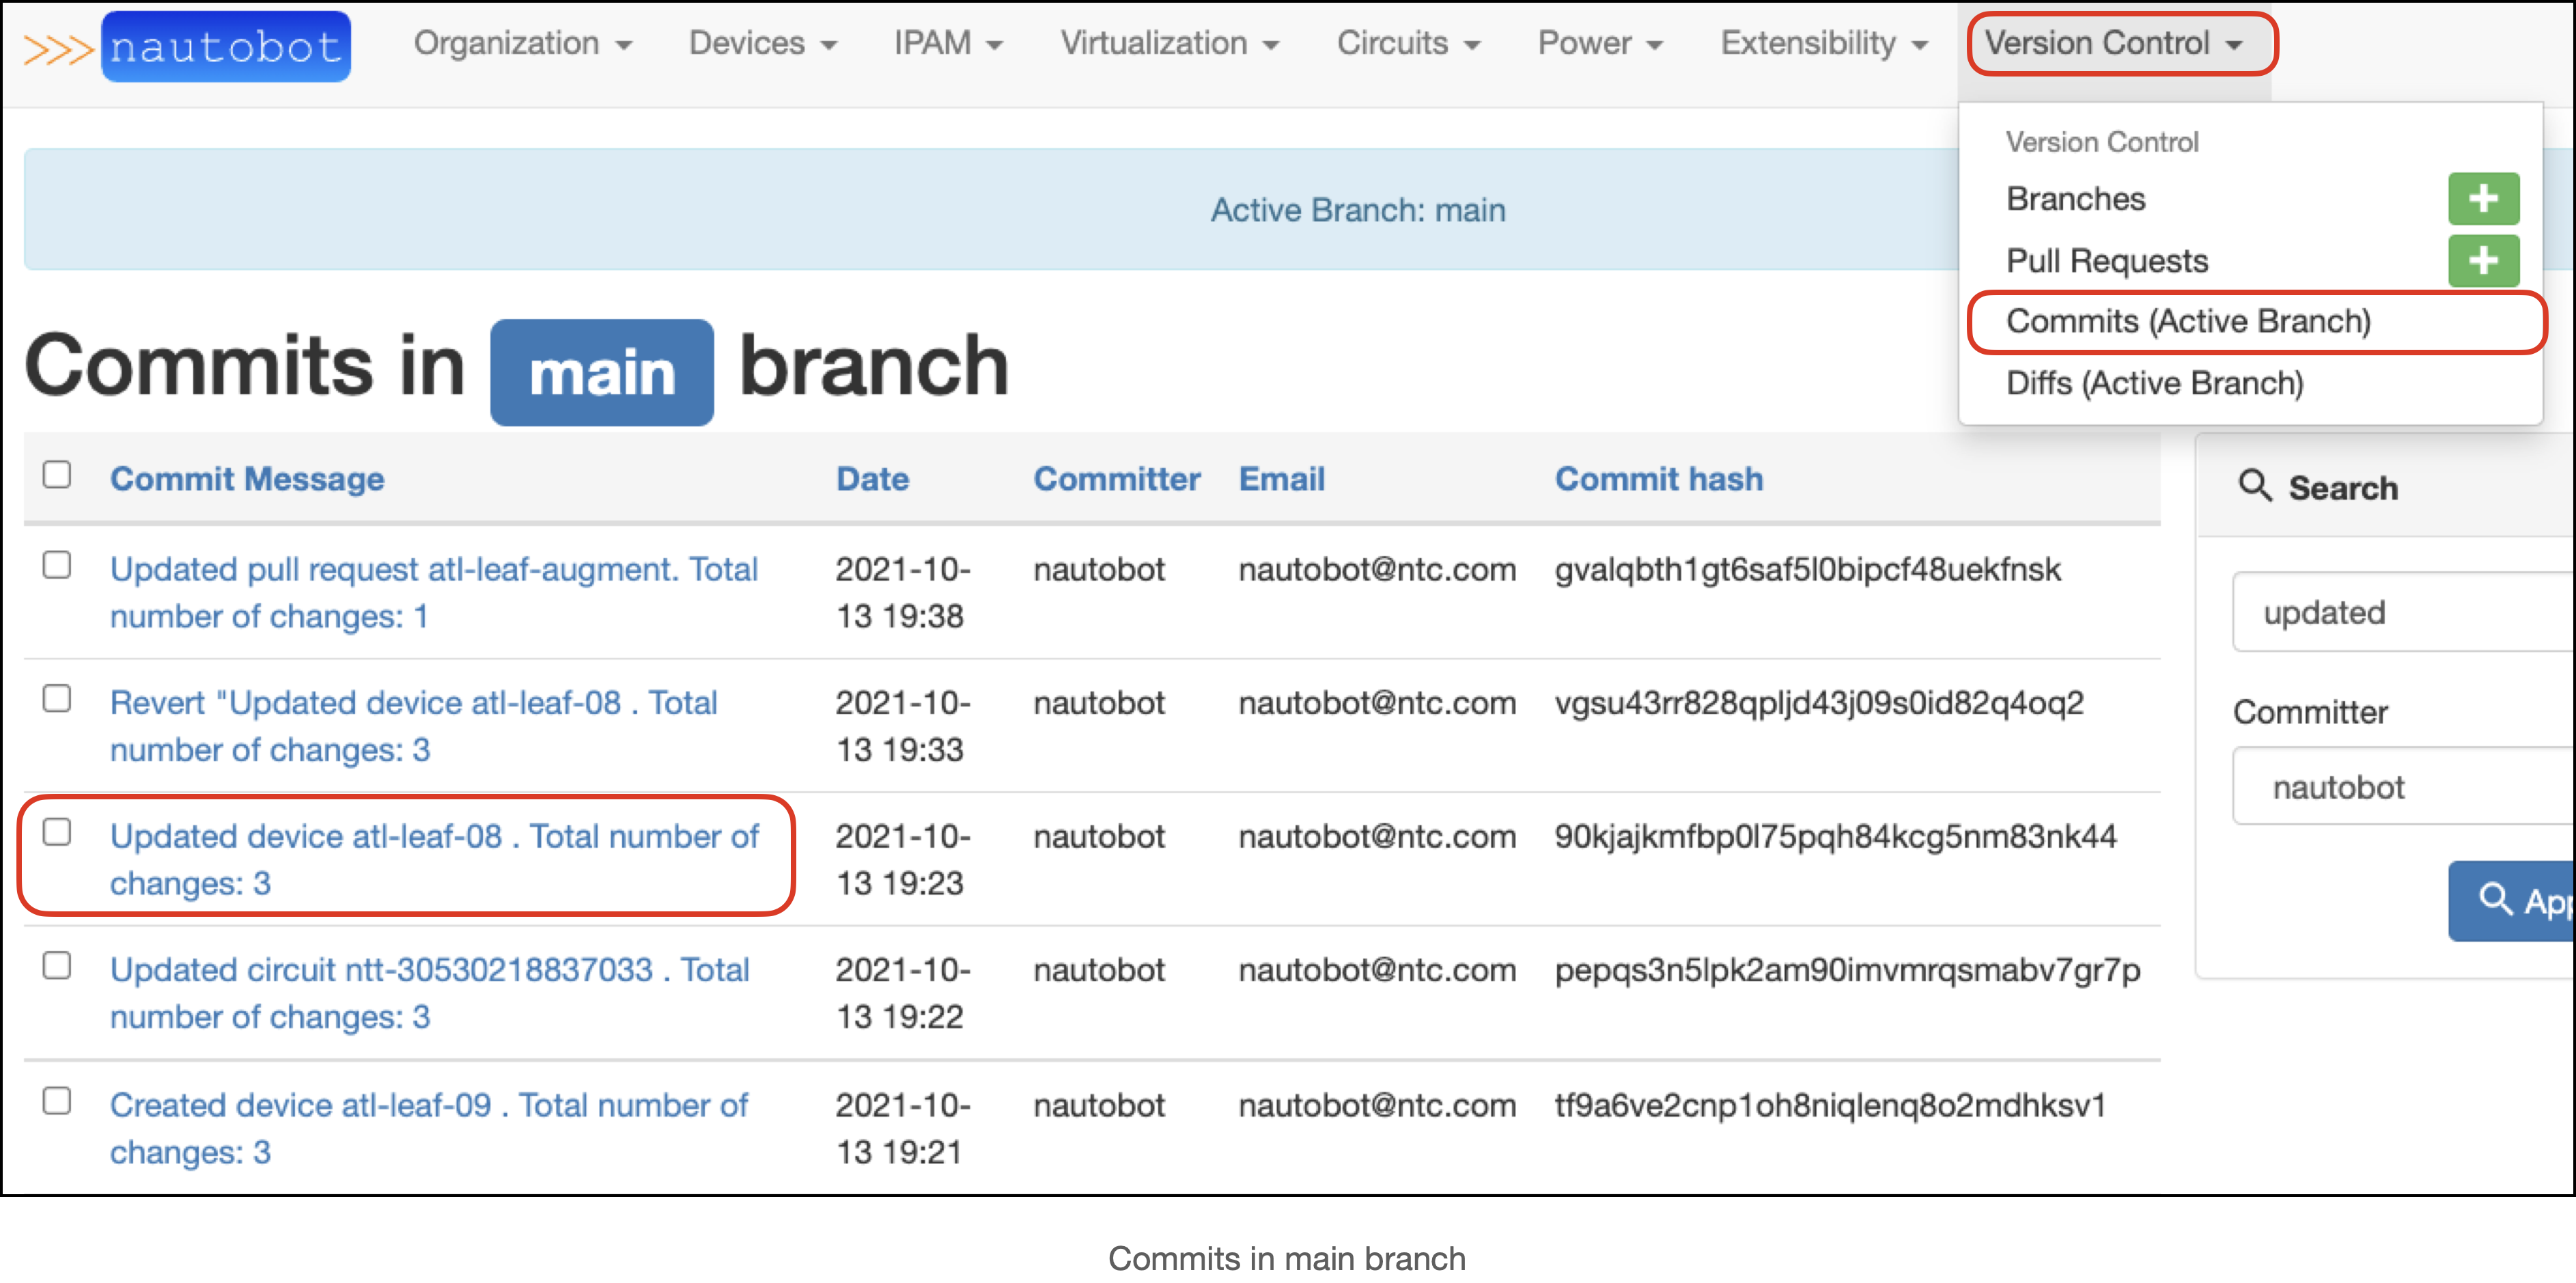 >>> nautobot Organization Devices IPAM Virtualization Circuits Power Extensibility Version Control
Version Control
Branches
Pull Requests
Commits (Active Branch)
Diffs (Active Branch)
Active Branch: main
Commits in main branch
Commit Message Date Committer Email Commit hash
Updated pull request atl-leaf-augment. Total 2021-10- nautobot nautobot@ntc.com gvalqbth1gt6saf5l0bipcf48uekfnsk
number of changes: 1 13 19:38
Revert "Updated device atl-leaf-08 . Total 2021-10- nautobot nautobot@ntc.com vgsu43rr828qpljd43j09s0id82q4oq2
number of changes: 3 13 19:33
Updated device atl-leaf-08 . Total number of 2021-10- nautobot nautobot@ntc.com 90kjajkmfbp0l75pqh84kcg5nm83nk44
changes: 3 13 19:23
Updated circuit ntt-30530218837033 . Total 2021-10- nautobot nautobot@ntc.com pepqs3n5lpk2am90imvmrqsmabv7gr7p
number of changes: 3 13 19:22
Created device atl-leaf-09 . Total number of 2021-10- nautobot nautobot@ntc.com tf9a6ve2cnp1oh8niqlenq8o2mdhksv1
changes: 3 13 19:21
Search
updated
Committer
nautobot
App
Commits in main branch